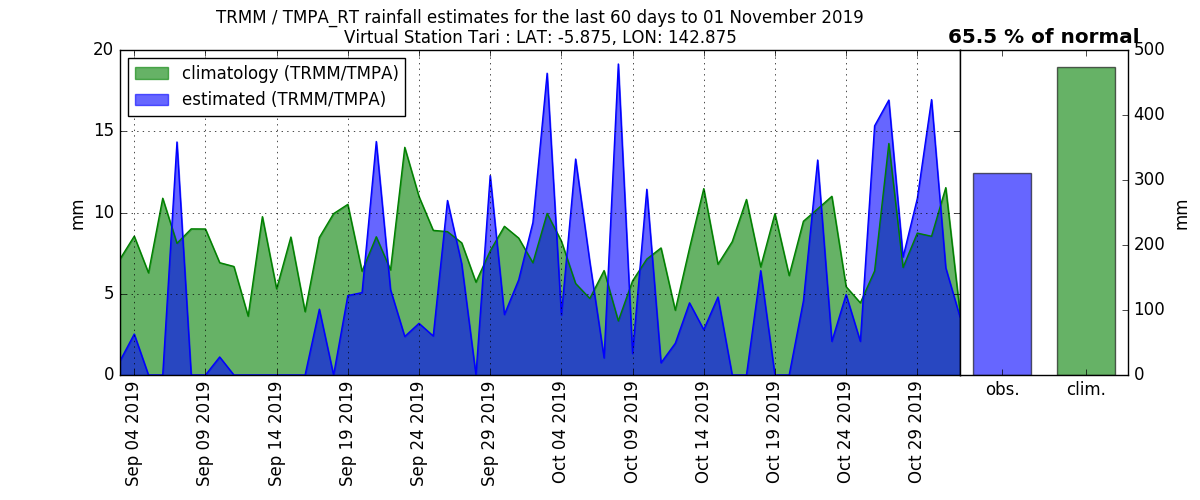 TRMM / TMPA_RT rainfall estimates for the last 60 days to 01 November 2019
Virtual Station Tari : LAT: -5.875, LON: 142.875
65.5 % of normal
climatology (TRMM/TMPA)
estimated (TRMM/TMPA)
20
15
10
5
0
mm
500
400
300
200
100
0
mm
Sep 04 2019
Sep 09 2019
Sep 14 2019
Sep 19 2019
Sep 24 2019
Sep 29 2019
Oct 04 2019
Oct 09 2019
Oct 14 2019
Oct 19 2019
Oct 24 2019
Oct 29 2019
obs.
clim.